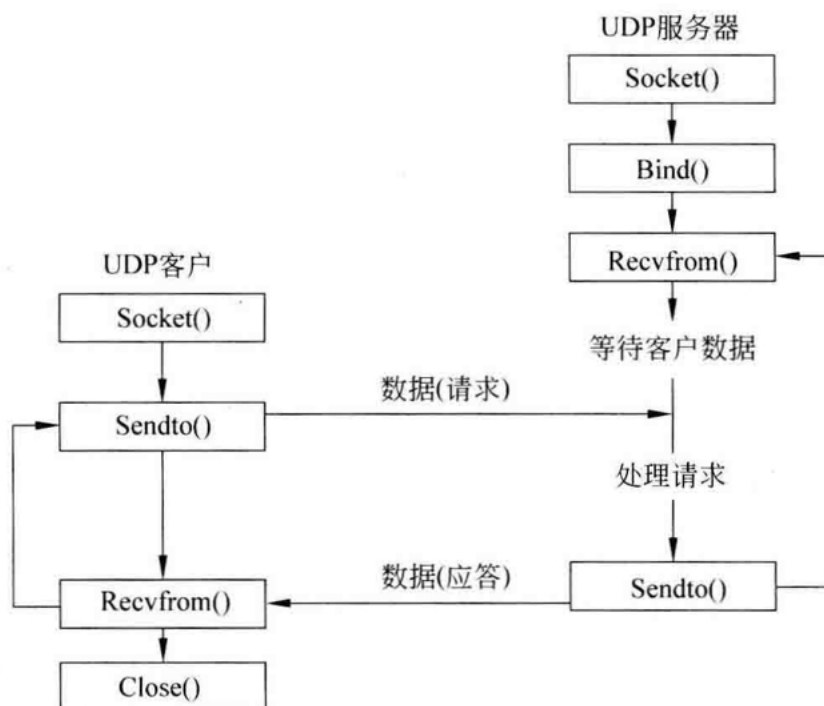 UDP服务器
Socket()
Bind()
Recvfrom()
等待客户数据
处理请求
Sendto()
UDP客户
Socket()
Sendto()
Recvfrom()
Close()
数据(请求)
数据(应答)